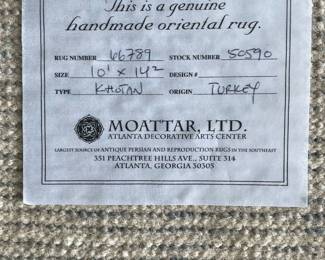 This is a genuine
handmade oriental rug.
RUG NUMBER 66789 STOCK NUMBER 50590
SIZE 10' x 14² DESIGN #
TYPE KHOTAN ORIGIN TURKEY
MOATTAR, LTD.
ATLANTA DECORATIVE ARTS CENTER
LARGEST SOURCE OF ANTIQUE PERSIAN AND REPRODUCTION RUGS IN THE SOUTHEAST
351 PEACHTREE HILLS AVE., SUITE 314
ATLANTA, GEORGIA 30305